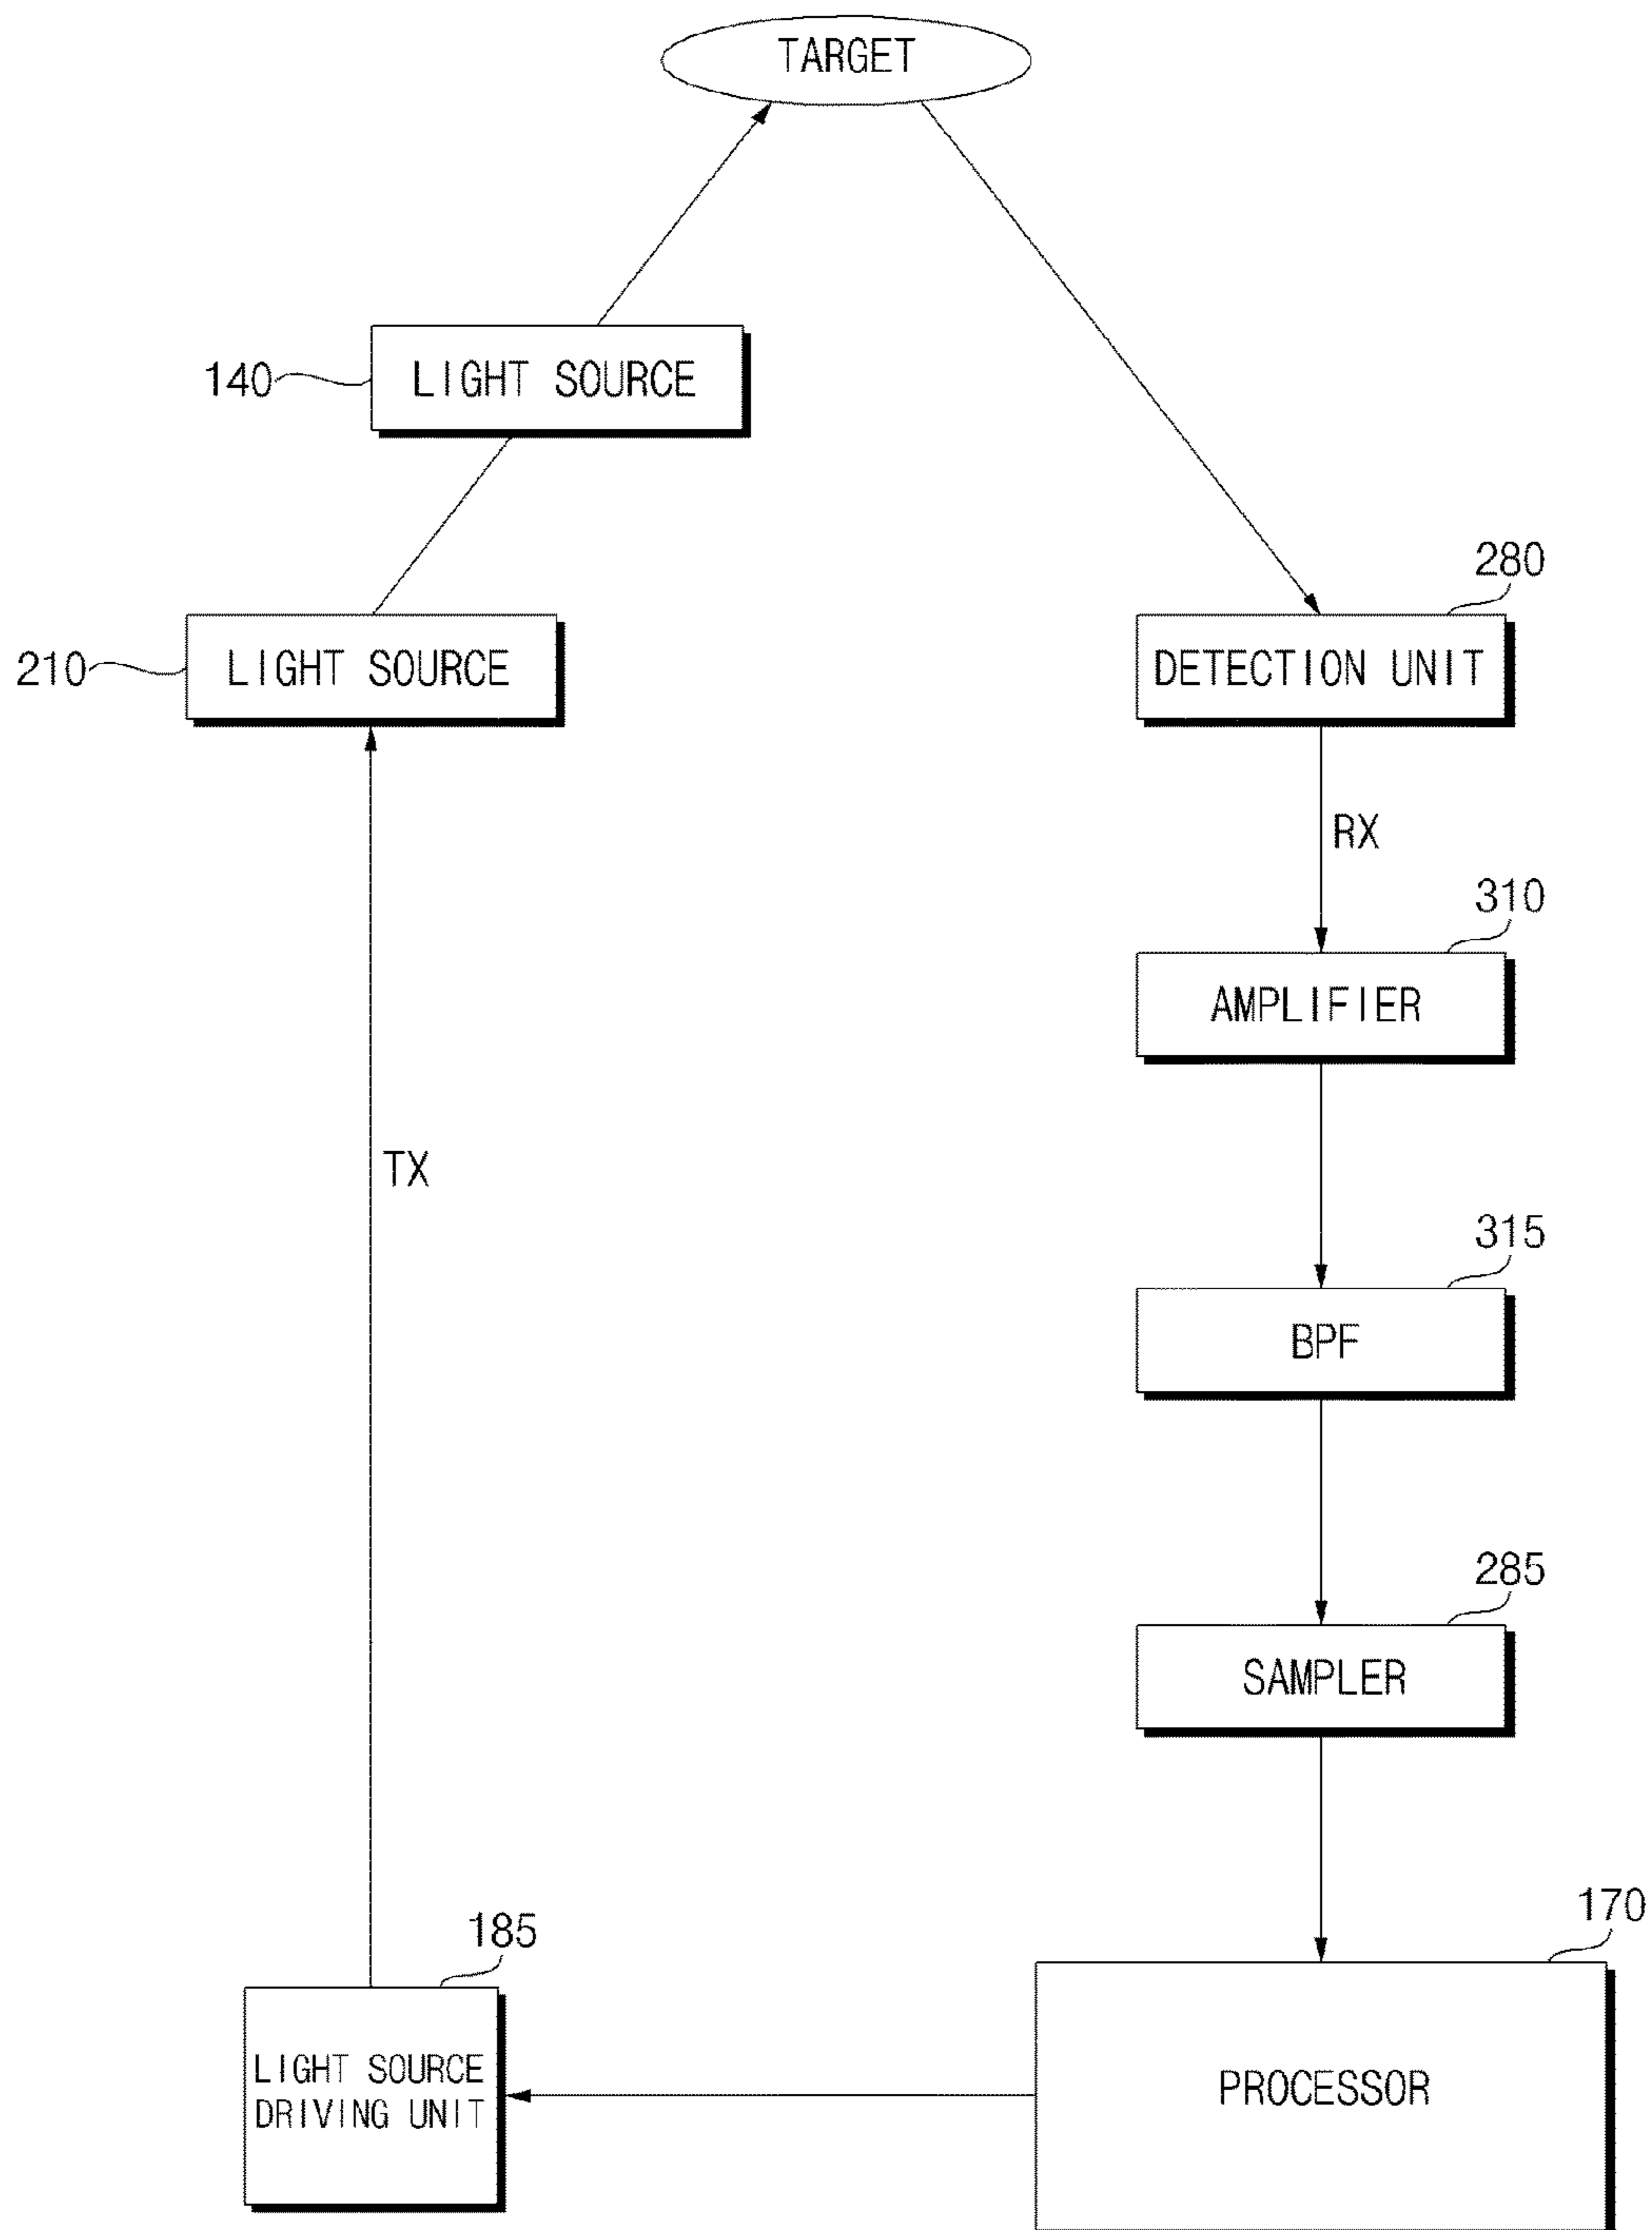 TARGET
140
LIGHT SOURCE
280
210
LIGHT SOURCE
DETECTION UNIT
RX
310
AMPLIFIER
TX
315
BPF
285
SAMPLER
170
185
LIGHT SOURCE
DRIVING UNIT
PROCESSOR